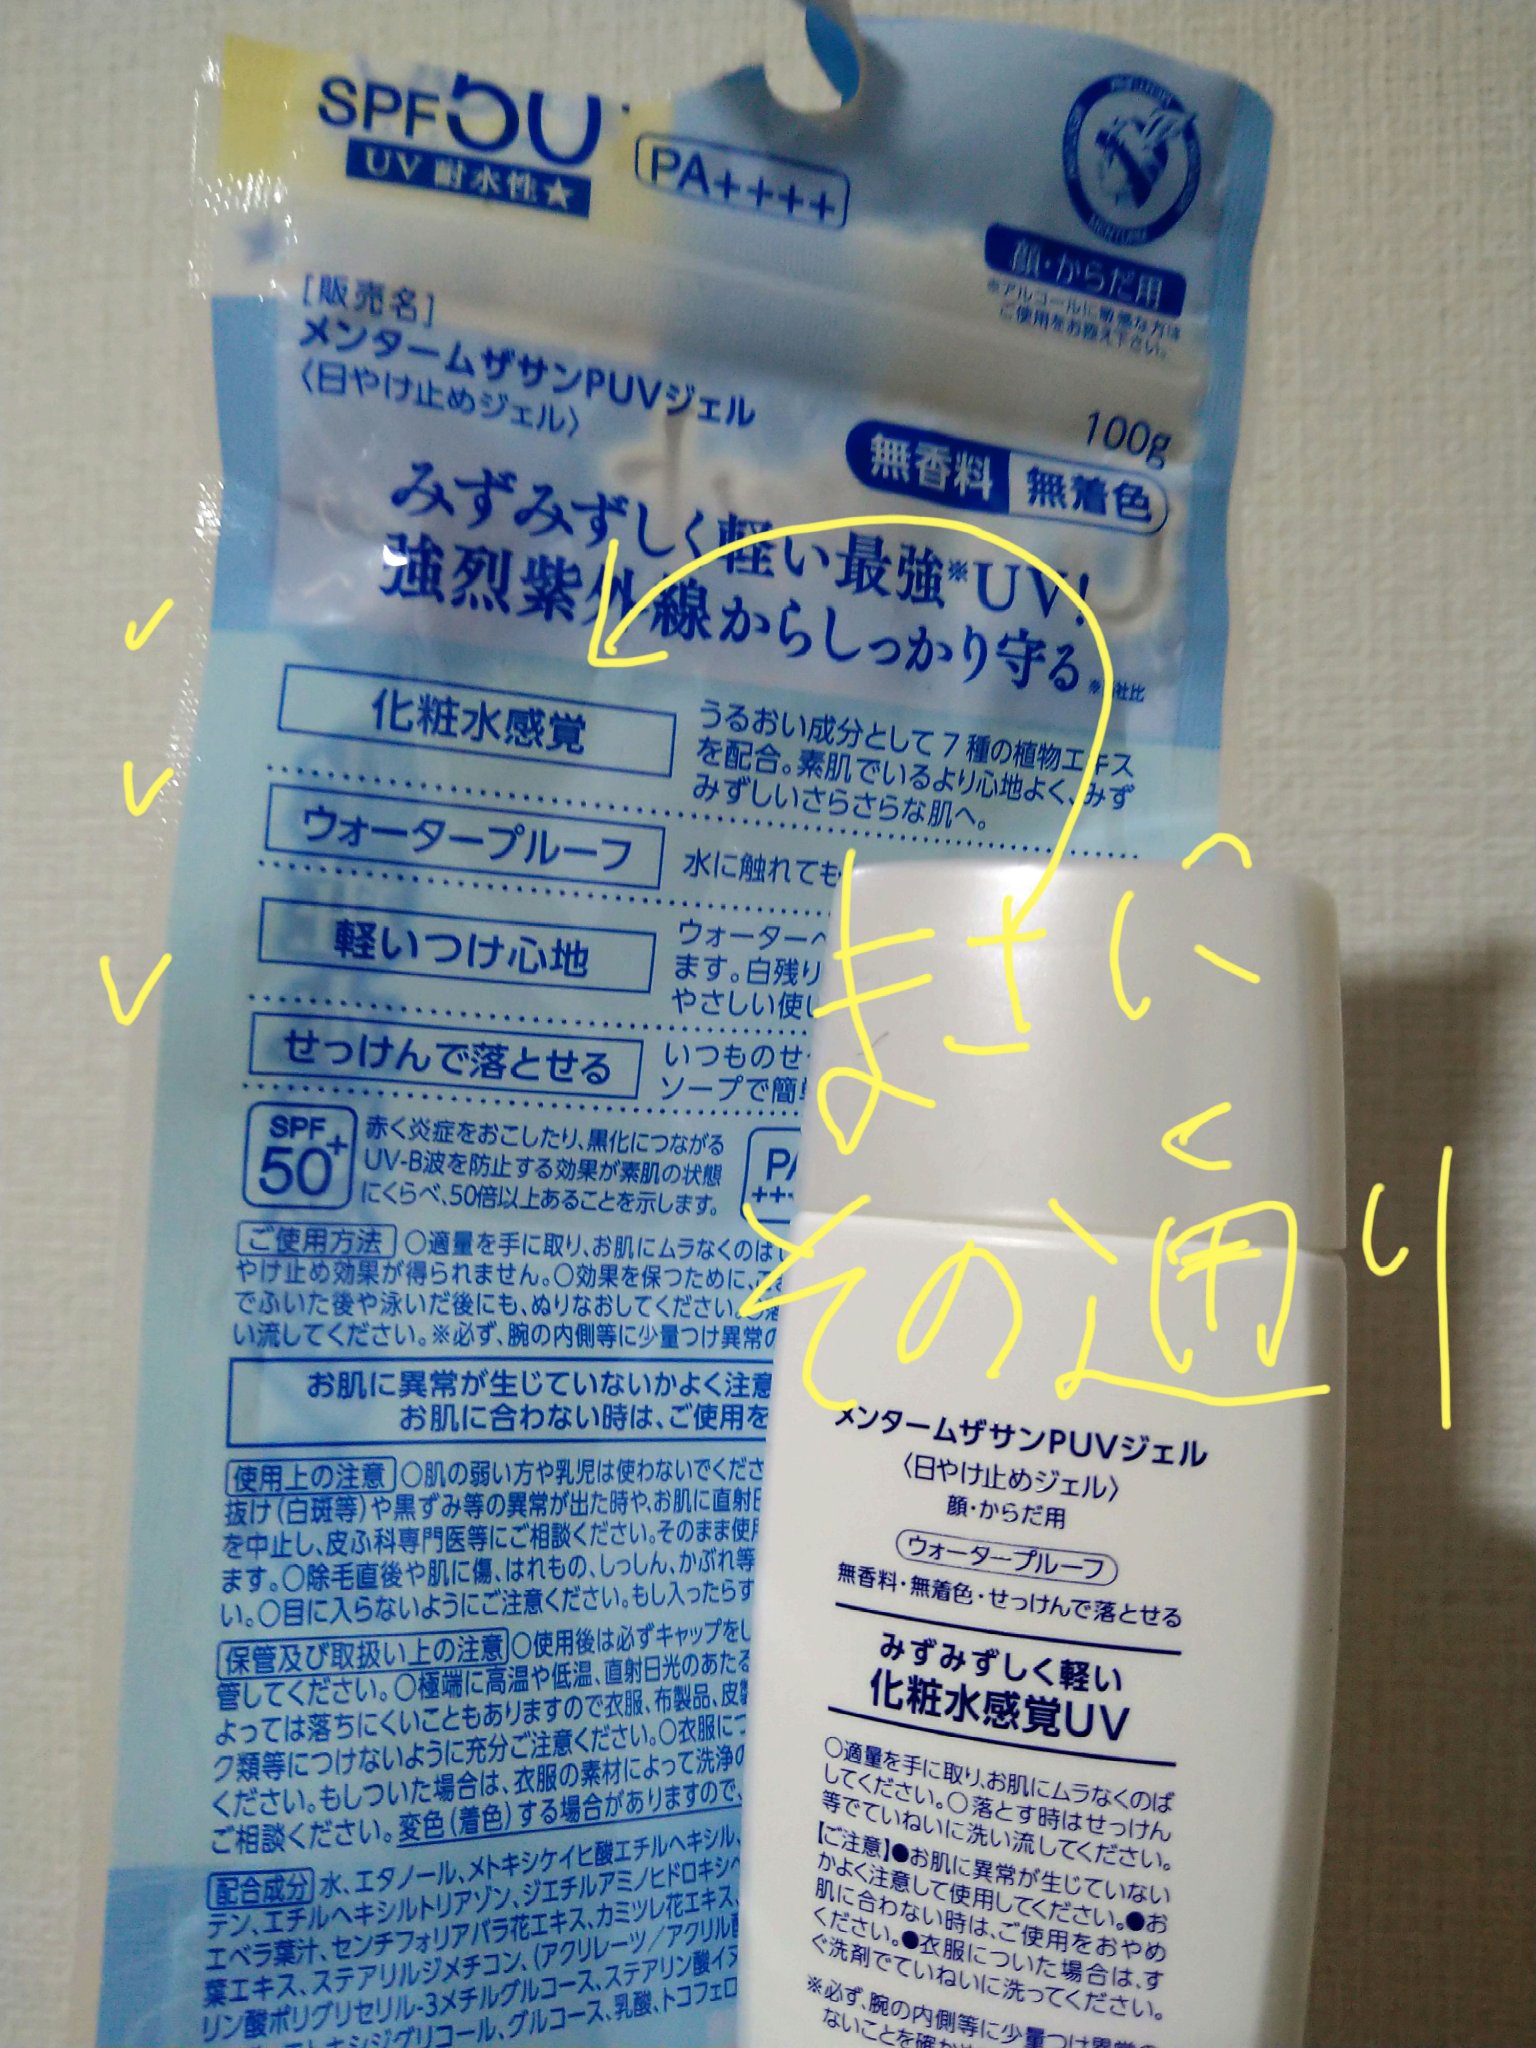 SPF50
UV耐水性★
PA++++
顔・からだ用
※アルコールに敏感な方は
ご使用をお控え下さい。
[販売名]
メンタームザサンPUVジェル
〈日やけ止めジェル〉
100g
無香料 無着色
みずみずしく軽い最強※UV!
強烈紫外線からしっかり守る
化粧水感覚
うるおい成分として7種の植物エキス
を配合。素肌でいるより心地よく、みず
みずしいさらさらな肌へ。
ウォータープルーフ
水に触れても
軽いつけ心地
ウォーターベ
ます。白残り
やさしい使い
せっけんで落とせる
いつものせっ
ソープで簡単
まさに
その通り
SPF
50+
赤く炎症をおこしたり、黒化につながる
UV-B波を防止する効果が素肌の状態
にくらべ、50倍以上あることを示します。
PA
+++
ご使用方法 ○適量を手に取り、お肌にムラなくのば
やけ止め効果が得られません。○効果を保つために、
でふいた後や泳いだ後にも、ぬりなおしてください。
い流してください。※必ず、腕の内側等に少量つけ異常の
お肌に異常が生じていないかよく注意
お肌に合わない時は、ご使用を
使用上の注意 ○肌の弱い方や乳児は使わないでくださ
抜け(白斑等)や黒ずみ等の異常が出た時や、お肌に直射日
を中止し、皮ふ科専門医等にご相談ください。そのまま使用
ます。○除毛直後や肌に傷、はれもの、しっしん、かぶれ等
い。○目に入らないようにご注意ください。もし入ったらす
保管及び取扱い上の注意 ○使用後は必ずキャップをし
管してください。○極端に高温や低温、直射日光のあたる
よっては落ちにくいこともありますので衣服、布製品、皮製
ク類等につけないように充分ご注意ください。○衣服につ
ください。もしついた場合は、衣服の素材によって洗浄の
ご相談ください。変色(着色)する場合がありますので、
配合成分 水、エタノール、メトキシケイヒ酸エチルヘキシル、
テン、エチルヘキシルトリアゾン、ジエチルアミノヒドロキシベ
エベラ葉汁、センチフォリアバラ花エキス、カミツレ花エキス、
葉エキス、ステアリルジメチコン、(アクリレーツ/アクリル酸
リン酸ポリグリセリル-3メチルグルコース、ステアリン酸イヌ
トキシジグリコール、グルコース、乳酸、トコフェロ
メンタームザサンPUVジェル
〈日やけ止めジェル〉
顔・からだ用
ウォータープルーフ
無香料・無着色・せっけんで落とせる
みずみずしく軽い
化粧水感覚UV
○適量を手に取り、お肌にムラなくのば
してください。○落とす時はせっけん
等でていねいに洗い流してください。
【ご注意】●お肌に異常が生じていない
かよく注意して使用してください。●お
肌に合わない時は、ご使用をおやめ
ください。●衣服についた場合は、す
ぐ洗剤でていねいに洗ってください。
※必ず、腕の内側等に少量つけ異常の
ないことを確か